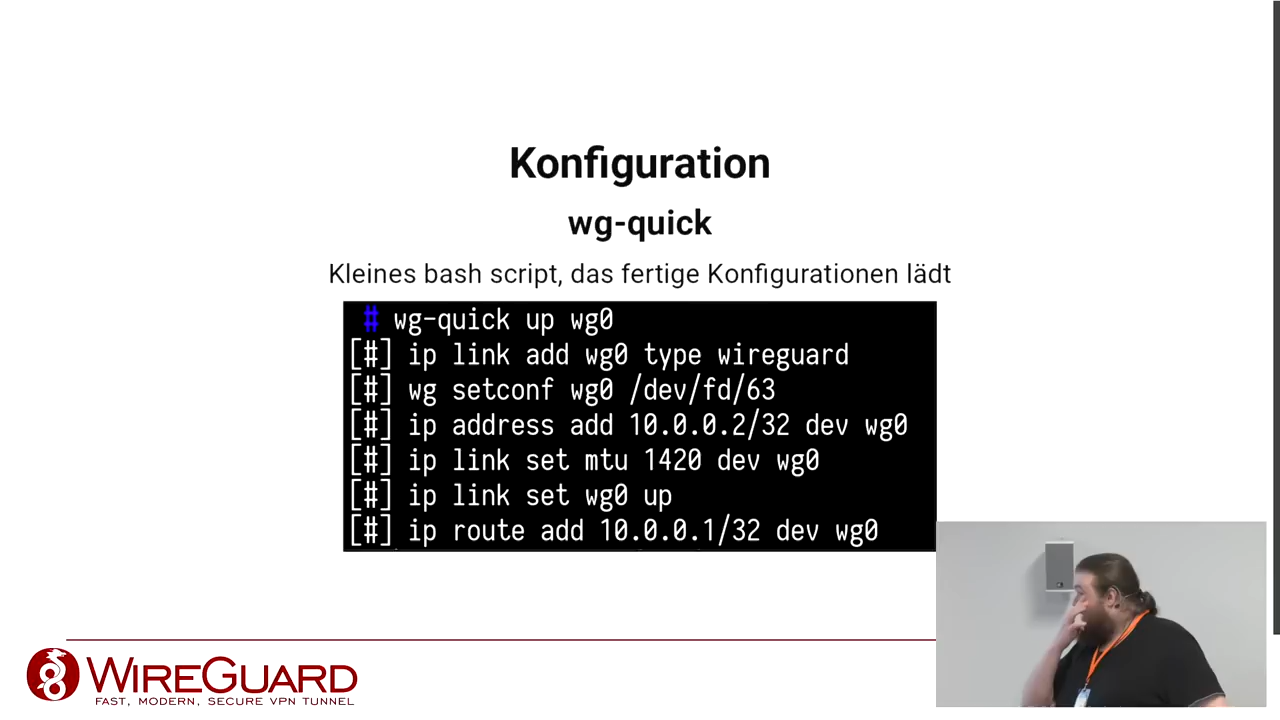 Konfiguration
wg-quick
Kleines bash script, das fertige Konfigurationen lädt
# wg-quick up wg0
[#] ip link add wg0 type wireguard
[#] wg setconf wg0 /dev/fd/63
[#] ip address add 10.0.0.2/32 dev wg0
[#] ip link set mtu 1420 dev wg0
[#] ip link set wg0 up
[#] ip route add 10.0.0.1/32 dev wg0
WIREGUARD
FAST, MODERN, SECURE VPN TUNNEL